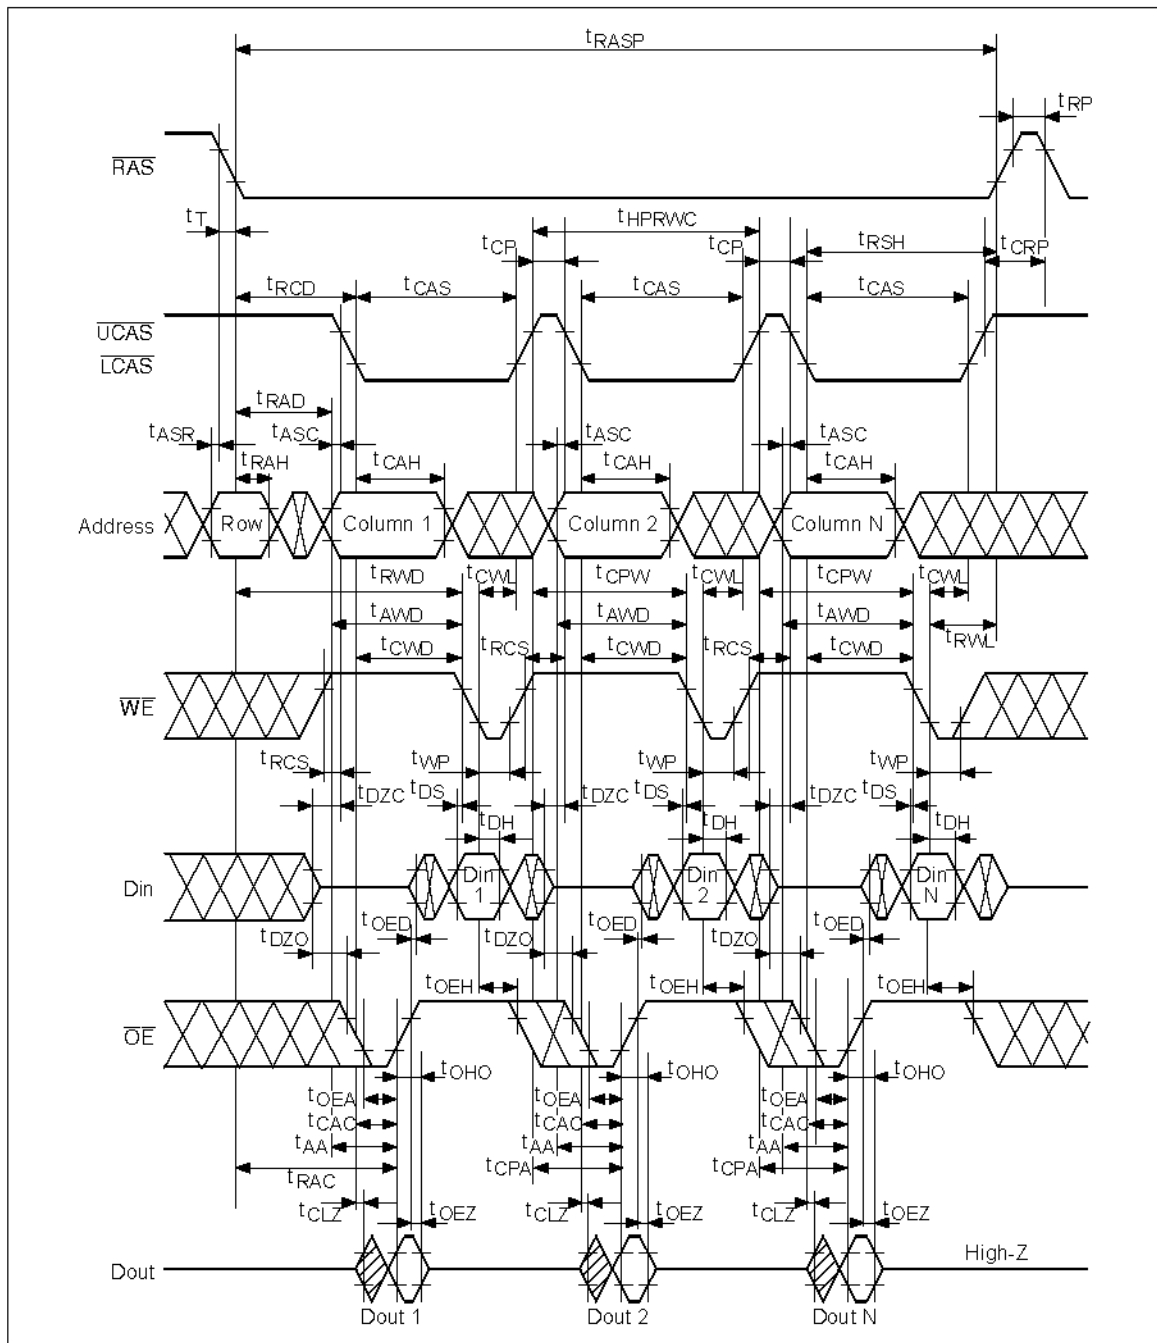 tRASP
tRP
RAS
tT
tHPRWC
tCP
tCP
tRSH
tCRP
tRCD
tCAS
tCAS
tCAS
UCAS
LCAS
tRAD
tASR
tASC
tASC
tASC
tRAH
tCAH
tCAH
tCAH
Address
Row
Column 1
Column 2
Column N
tRWD
tCWL
tCPW
tCWL
tCPW
tCWL
tAWD
tAWD
tAWD
tCWD
tRCS
tCWD
tRCS
tCWD
tRWL
WE
tRCS
tWP
tWP
tWP
tDZC
tDS
tDZC
tDS
tDZC
tDS
tDH
tDH
tDH
Din
Din 1
Din 2
Din N
tDZO
tOED
tDZO
tOED
tDZO
tOED
tOEH
tOEH
tOEH
OE
tOHO
tOHO
tOHO
tOEA
tOEA
tOEA
tCAC
tCAC
tCAC
tAA
tAA
tAA
tRAC
tCPA
tCPA
tCLZ
tOEZ
tCLZ
tOEZ
tCLZ
tOEZ
High-Z
Dout
Dout 1
Dout 2
Dout N